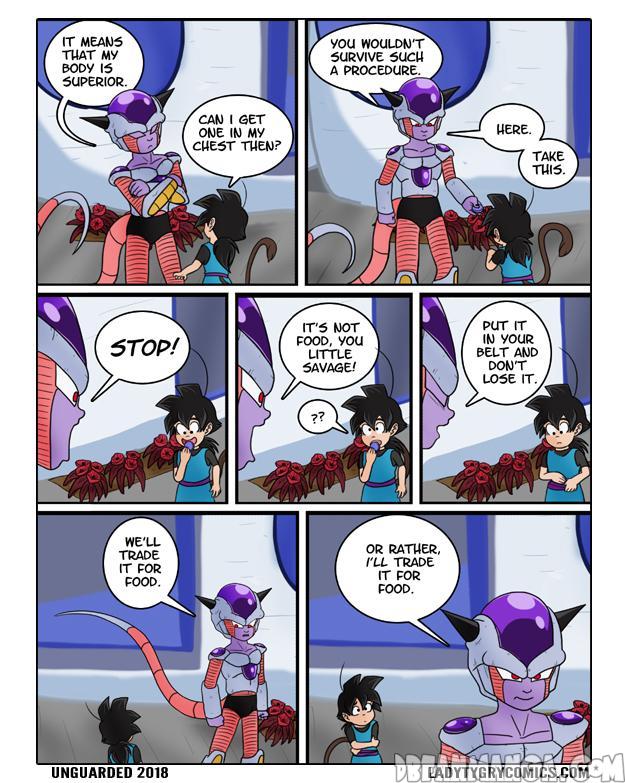 IT MEANS
THAT MY
BODY IS
SUPERIOR.
CAN I GET
ONE IN MY
CHEST THEN?
YOU WOULDN'T
SURVIVE SUCH
A PROCEDURE.
HERE.
TAKE
THIS.
STOP!
IT'S NOT
FOOD, YOU
LITTLE
SAVAGE!
??
PUT IT
IN YOUR
BELT AND
DON'T
LOSE IT.
WE'LL
TRADE
IT FOR
FOOD.
OR RATHER,
I'LL TRADE
IT FOR
FOOD.
UNGUARDED 2018
LADYTYGRYCOMICS.COM
DBFANMANGA.COM